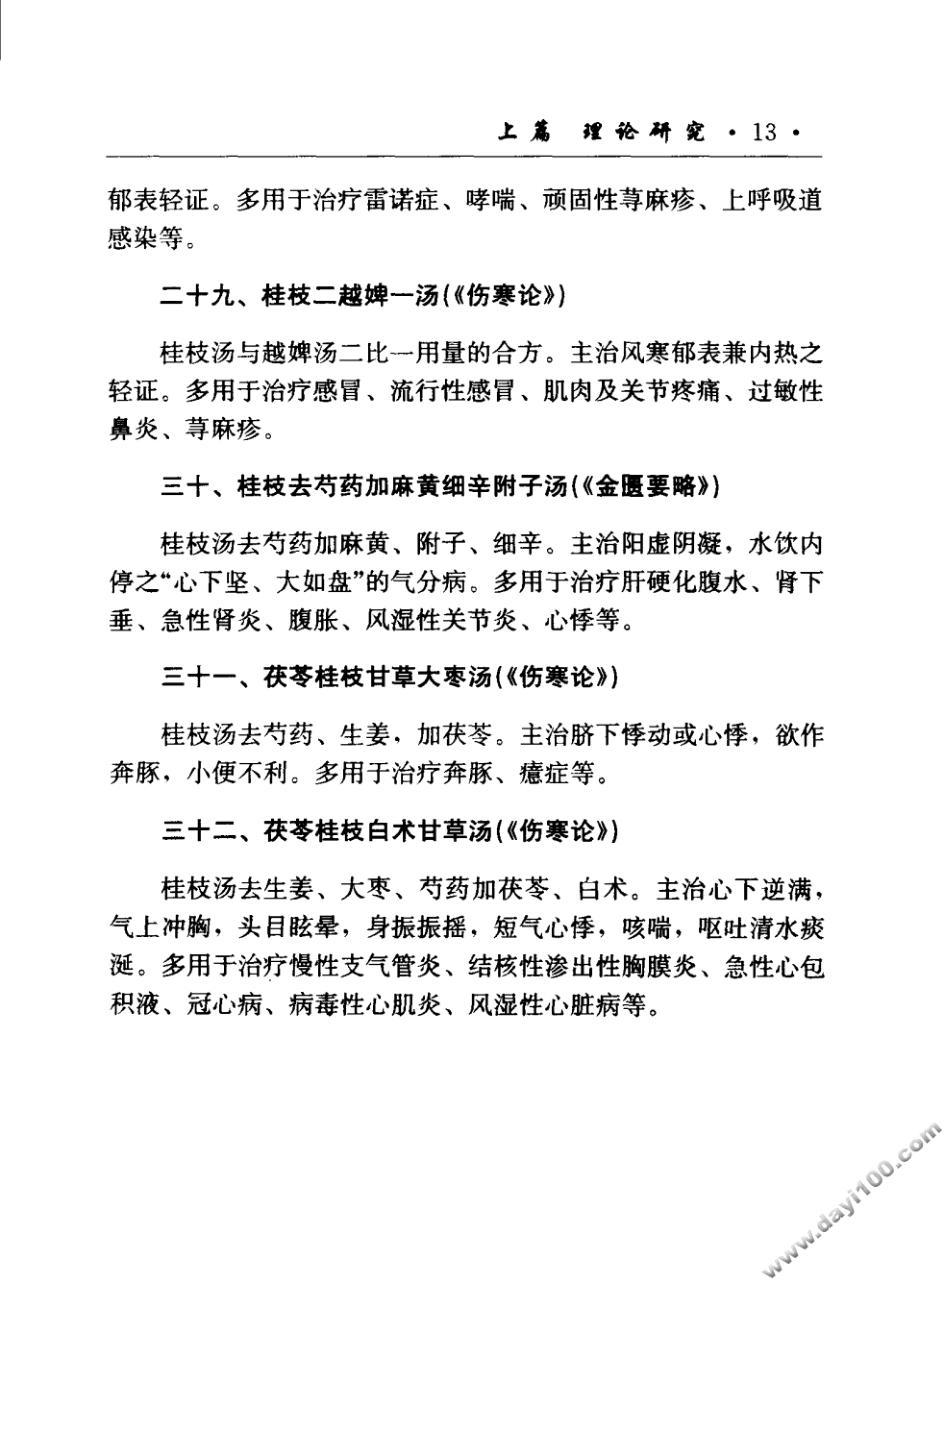 上篇 理论研究 · 13 ·
郁表轻证。多用于治疗雷诺症、哮喘、顽固性荨麻疹、上呼吸道
感染等。
二十九、桂枝二越婢一汤(《伤寒论》)
桂枝汤与越婢汤二比一用量的合方。主治风寒郁表兼内热之
轻证。多用于治疗感冒、流行性感冒、肌肉及关节疼痛、过敏性
鼻炎、荨麻疹。
三十、桂枝去芍药加麻黄细辛附子汤(《金匮要略》)
桂枝汤去芍药加麻黄、附子、细辛。主治阳虚阴凝，水饮内
停之“心下坚、大如盘”的气分病。多用于治疗肝硬化腹水、肾下
垂、急性肾炎、腹胀、风湿性关节炎、心悸等。
三十一、茯苓桂枝甘草大枣汤(《伤寒论》)
桂枝汤去芍药、生姜，加茯苓。主治脐下悸动或心悸，欲作
奔豚，小便不利。多用于治疗奔豚、癔症等。
三十二、茯苓桂枝白术甘草汤(《伤寒论》)
桂枝汤去生姜、大枣、芍药加茯苓、白术。主治心下逆满，
气上冲胸，头目眩晕，身振振摇，短气心悸，咳喘，呕吐清水痰
涎。多用于治疗慢性支气管炎、结核性渗出性胸膜炎、急性心包
积液、冠心病、病毒性心肌炎、风湿性心脏病等。
www.dayi100.com